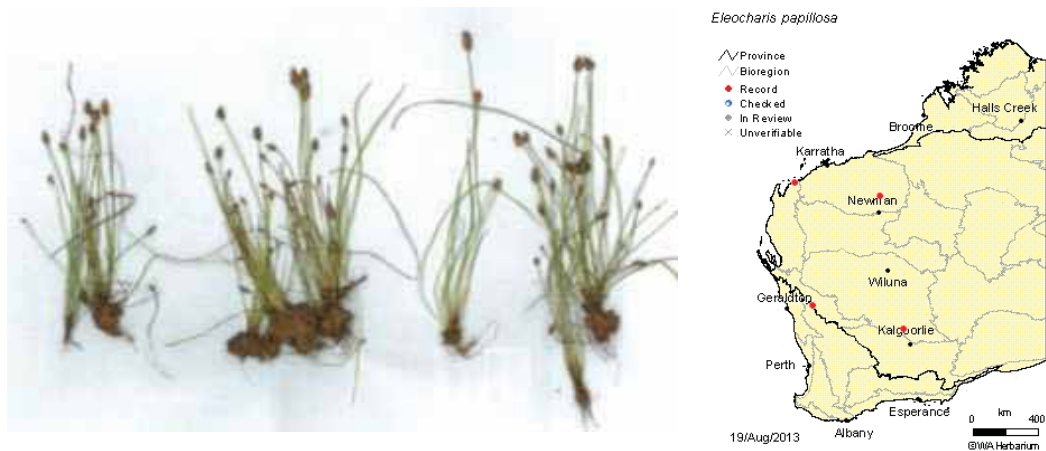 Eleocharis papillosa
Province
Bioregion
Record
Checked
In Review
Unverifiable
Halls Creek
Broome
Karratha
Newman
Wiluna
Geraldton
Kalgoorlie
Perth
Esperance
Albany
0 km 400
19/Aug/2013
©WA Herbarium